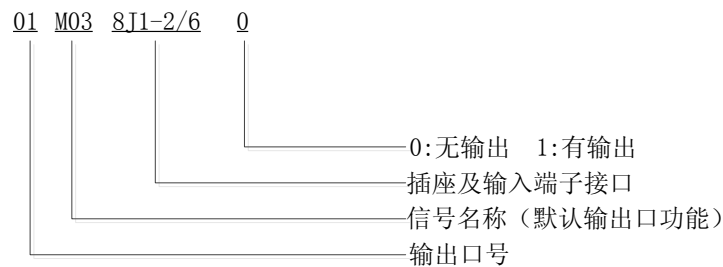 01 M03 8J1-2/6 0
0:无输出 1:有输出
插座及输入端子接口
信号名称（默认输出口功能）
输出口号